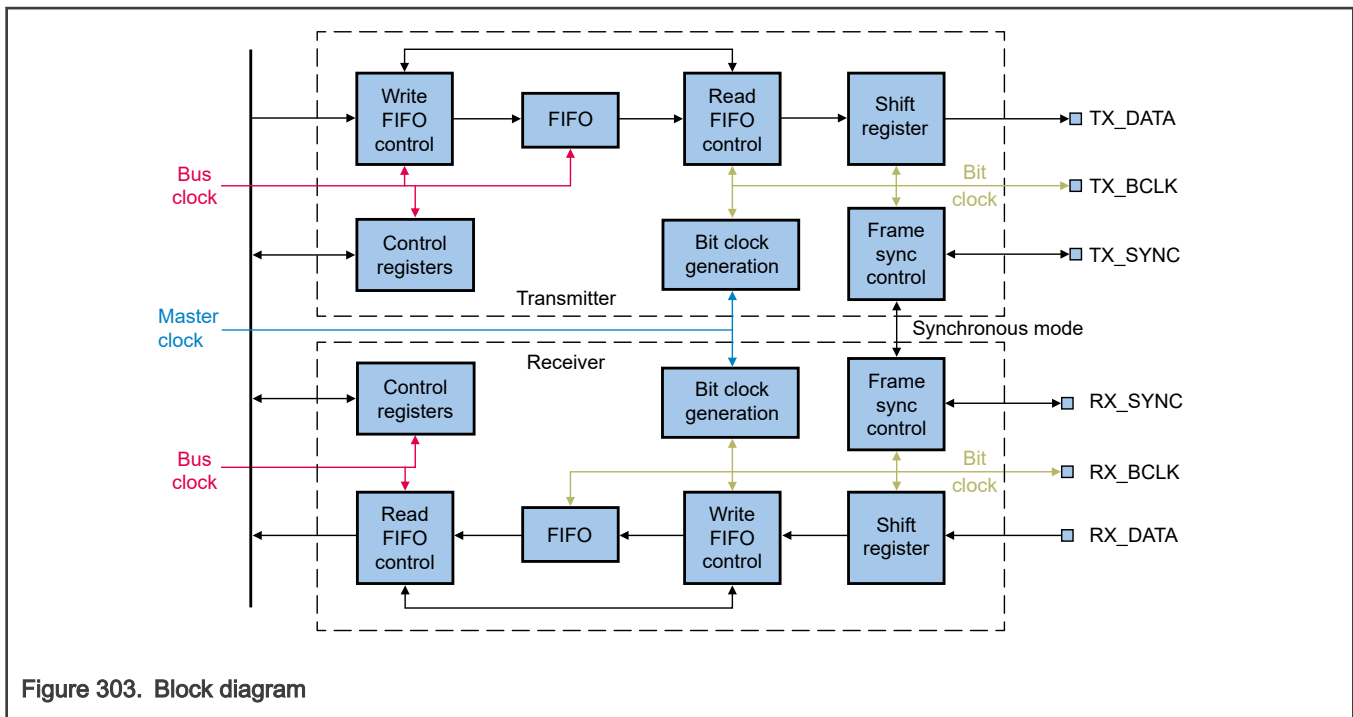 Write
FIFO
control
FIFO
Read
FIFO
control
Shift
register
TX_DATA
Bus
clock
Bit
clock
TX_BCLK
Control
registers
Bit clock
generation
Frame
sync
control
TX_SYNC
Transmitter
Master
clock
Synchronous mode
Receiver
Control
registers
Bit clock
generation
Frame
sync
control
RX_SYNC
Bus
clock
Bit
clock
RX_BCLK
Read
FIFO
control
FIFO
Write
FIFO
control
Shift
register
RX_DATA
Figure 303. Block diagram